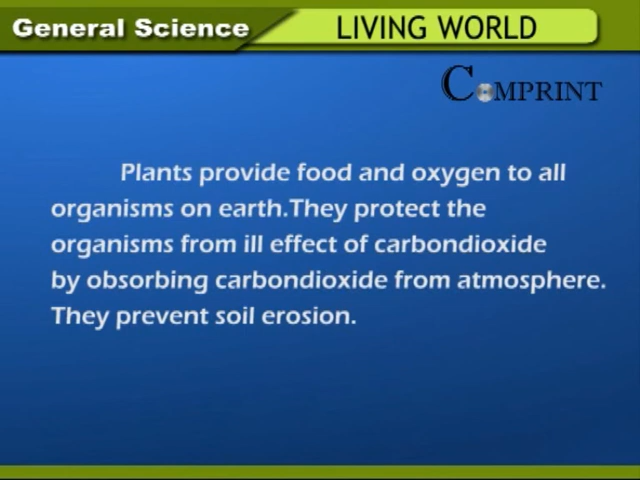 General Science
LIVING WORLD
COMPRINT
Plants provide food and oxygen to all
organisms on earth.They protect the
organisms from ill effect of carbondioxide
by obsorbing carbondioxide from atmosphere.
They prevent soil erosion.